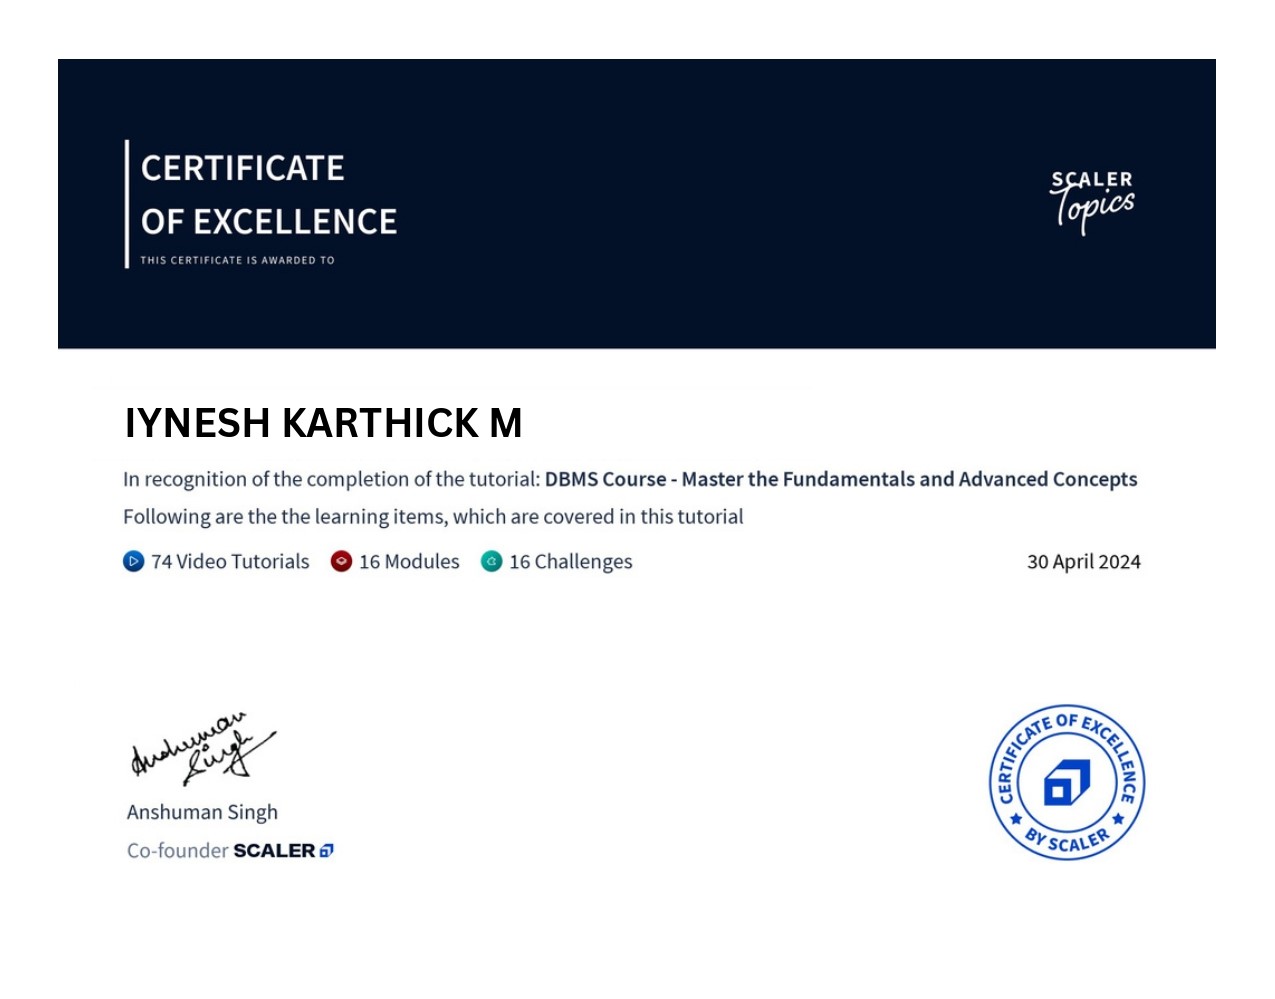 CERTIFICATE
OF EXCELLENCE
THIS CERTIFICATE IS AWARDED TO
SCALER
Topics
IYNESH KARTHICK M
In recognition of the completion of the tutorial: DBMS Course - Master the Fundamentals and Advanced Concepts
Following are the the learning items, which are covered in this tutorial
74 Video Tutorials 16 Modules 16 Challenges 30 April 2024
Anshuman
Singh
Anshuman Singh
Co-founder SCALER
CERTIFICATE OF EXCELLENCE
BY SCALER